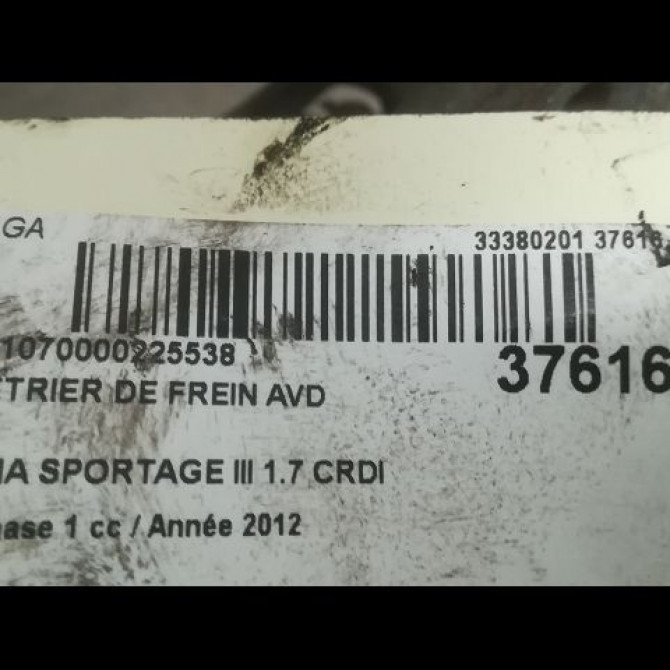 GA
33380201 37616
1070000225538
37616
TRIER DE FREIN AVD
IA SPORTAGE III 1.7 CRDI
ase 1 cc / Année 2012